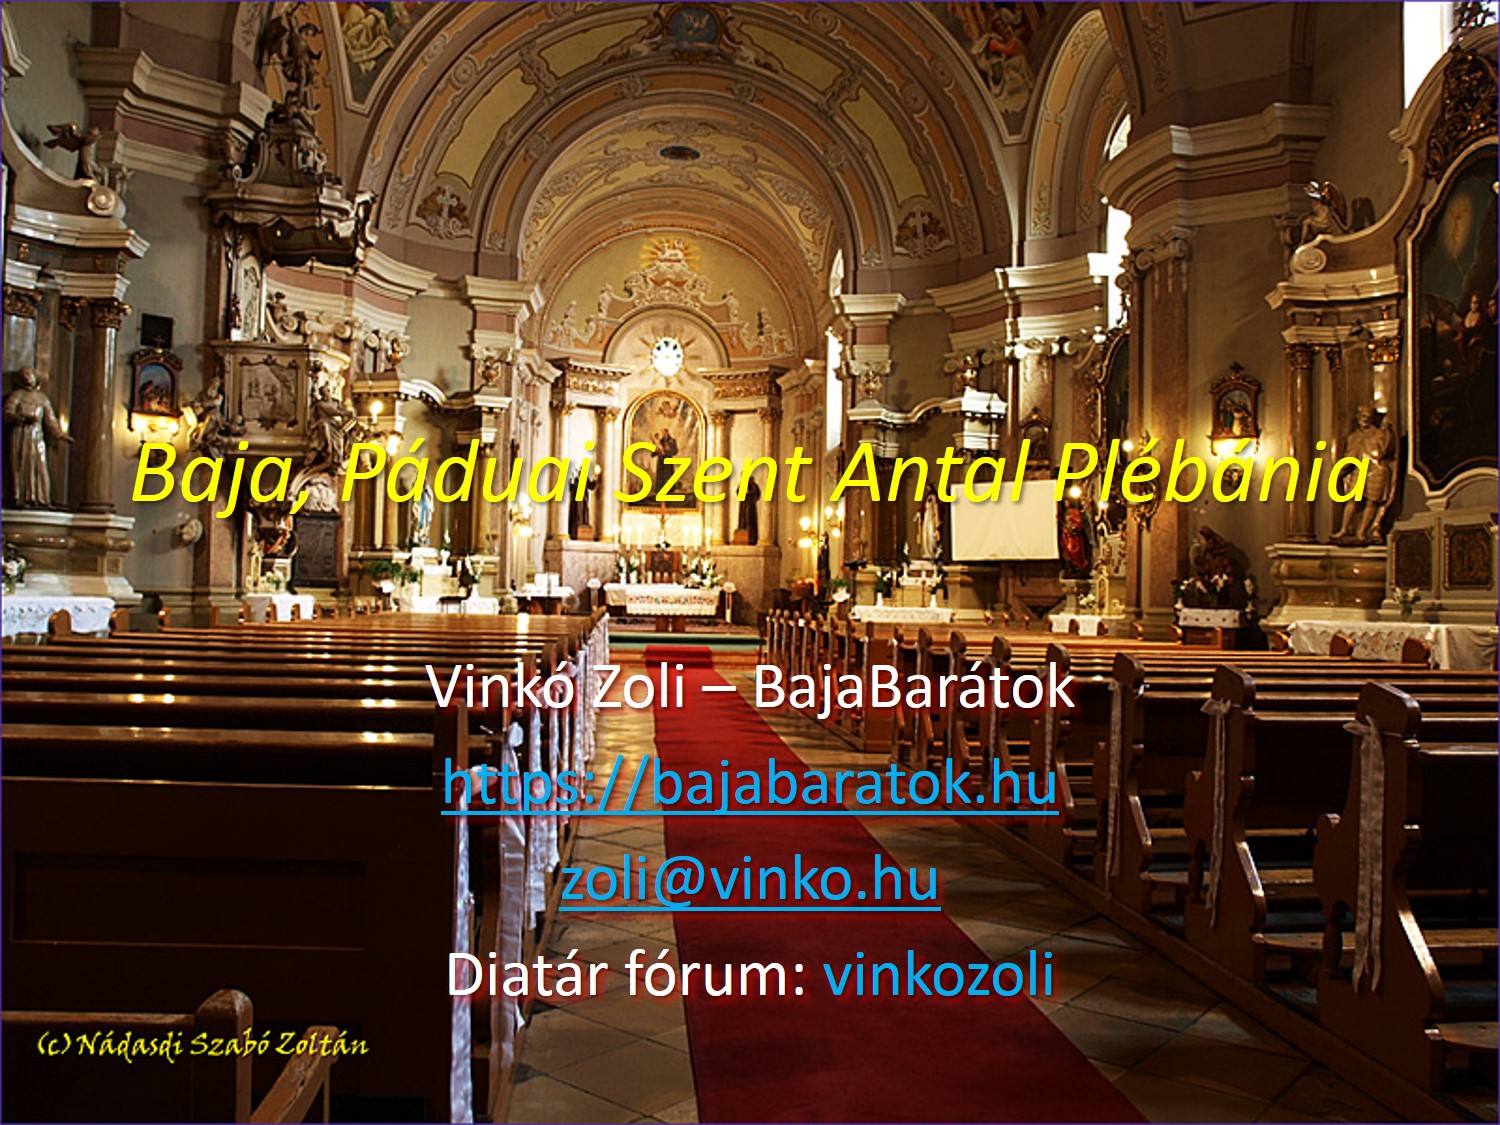 Baja, Páduai Szent Antal Plébánia
Vinkó Zoli – BajaBarátok
https://bajabaratok.hu
zoli@vinko.hu
Diatár fórum: vinkozoli
(c) Nádasdi Szabó Zoltán